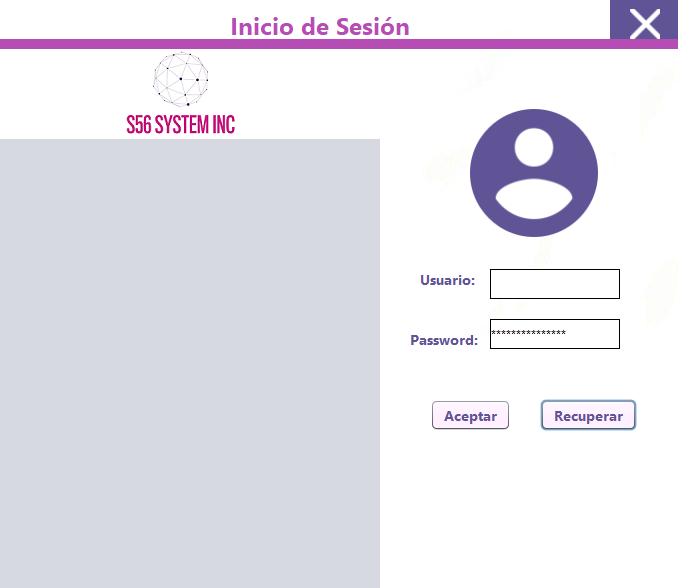 Inicio de Sesión
S56 SYSTEM INC
Usuario:
Password: ***************
Aceptar Recuperar